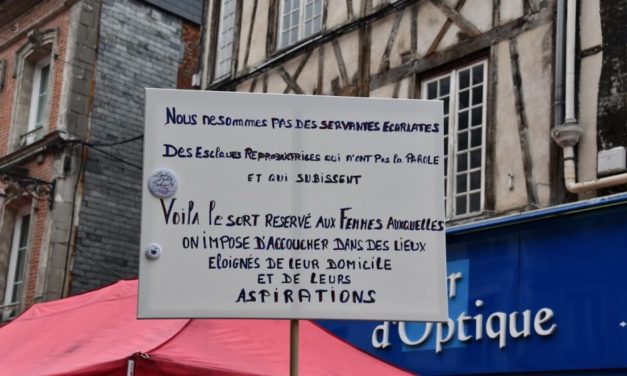 Nous ne sommes pas des servantes ecarlates
Des Esclaves Reproductrices qui n'ont pas la parole
et qui subissent
Voila le sort reservé aux Femmes Auxquelles
on impose d'accoucher dans des lieux
eloignés de leur domicile
et de leurs
aspirations
d'Optique